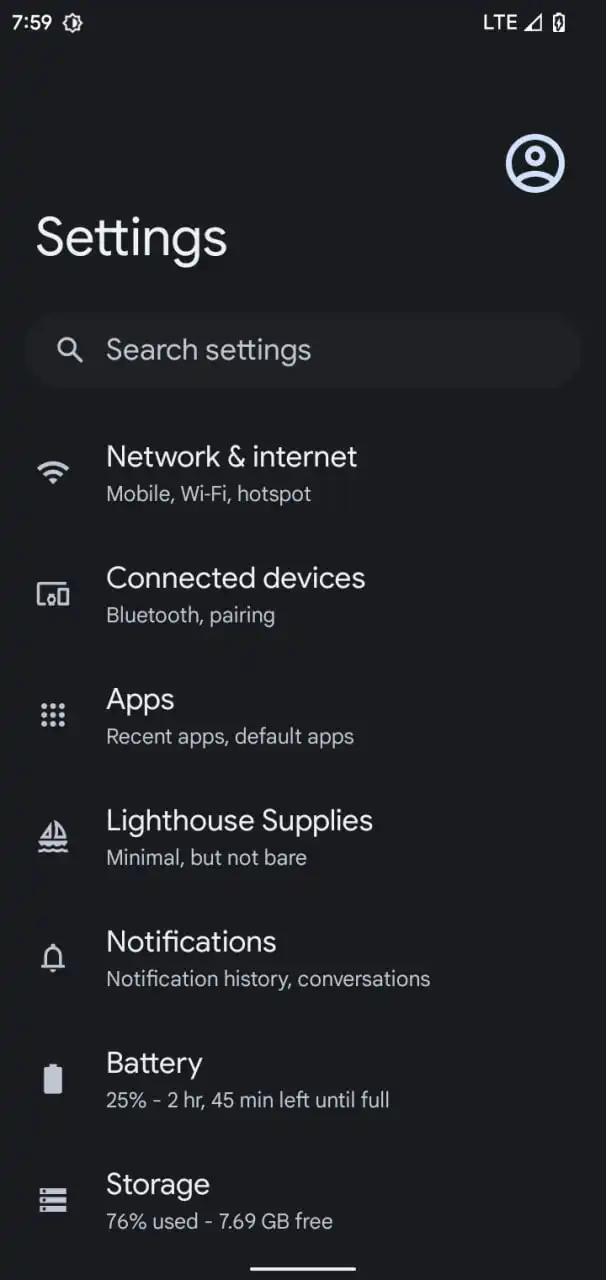 7:59
LTE
Settings
Search settings
Network & internet
Mobile, Wi-Fi, hotspot
Connected devices
Bluetooth, pairing
Apps
Recent apps, default apps
Lighthouse Supplies
Minimal, but not bare
Notifications
Notification history, conversations
Battery
25% - 2 hr, 45 min left until full
Storage
76% used - 7.69 GB free